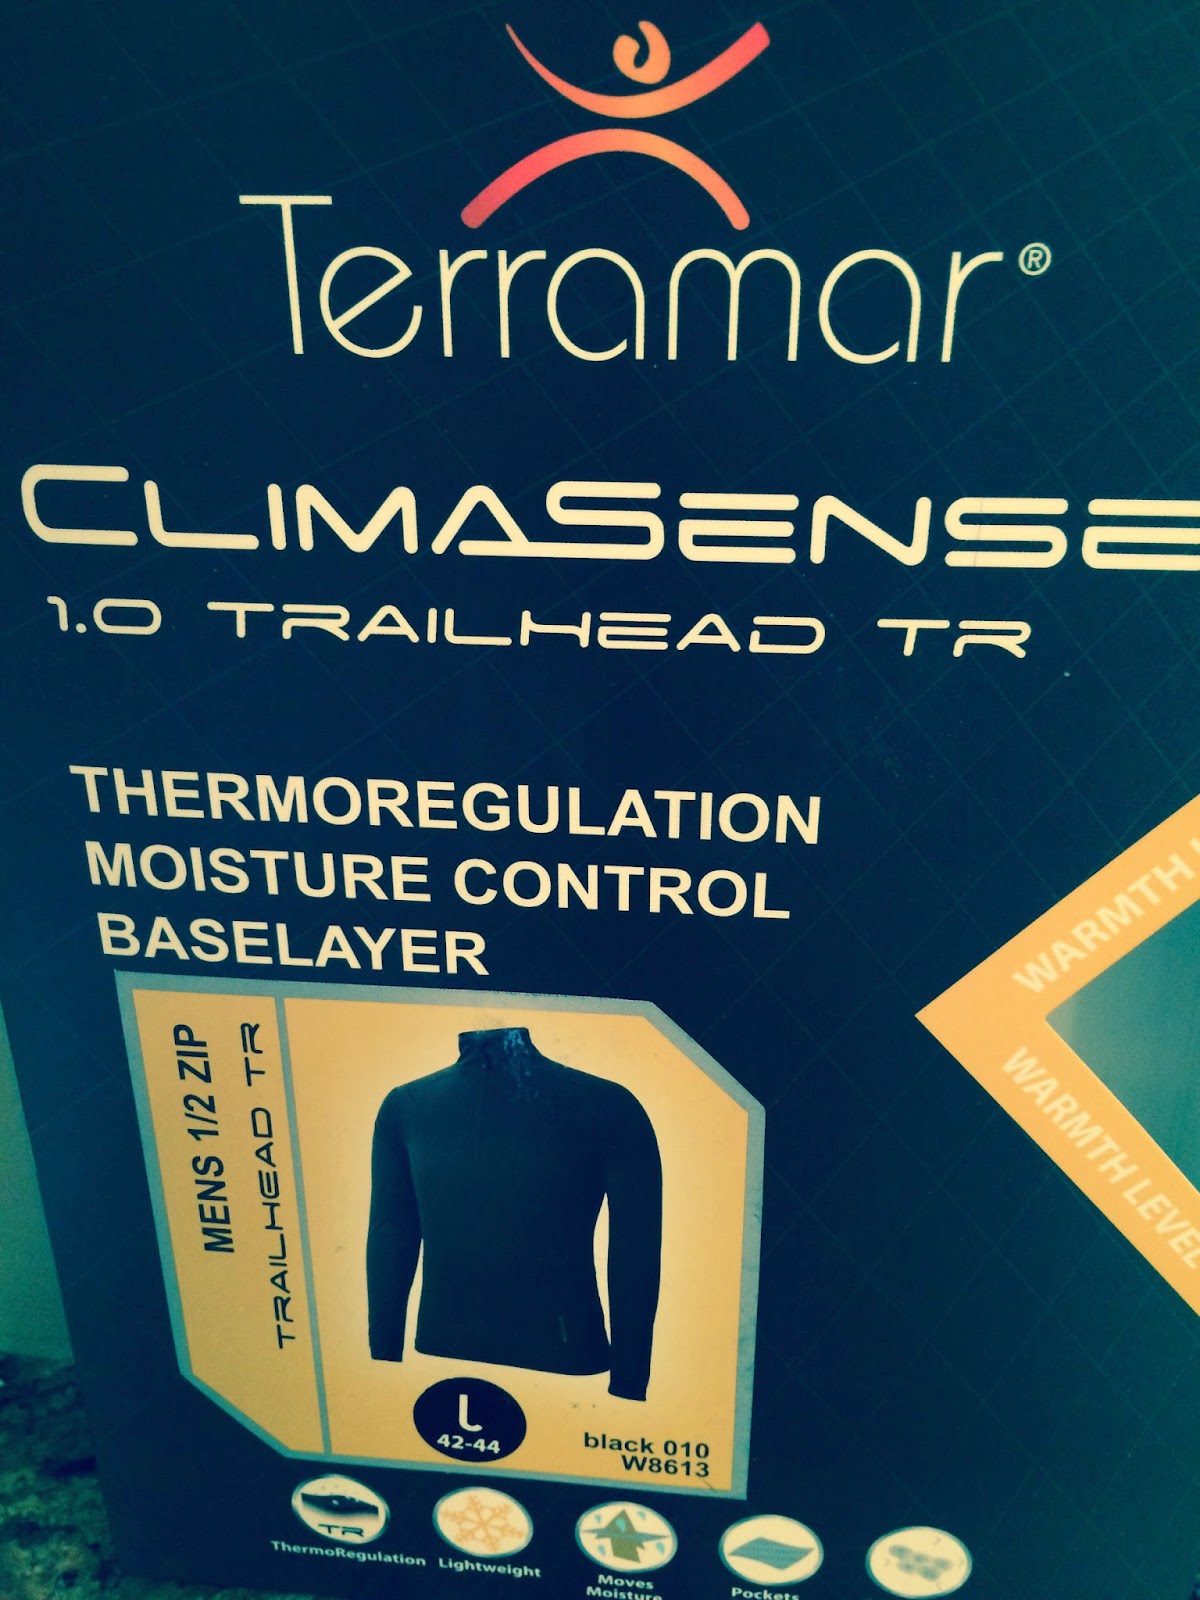 Terramar®
CLIMASENSE
1.0 TRAILHEAD TR
THERMOREGULATION
MOISTURE CONTROL
BASELAYER
WARMTH
WARMTH LEVEL
MENS 1/2 ZIP
TRAILHEAD TR
L
42-44
black 010
W8613
TR
ThermoRegulation
Lightweight
Moves
Moisture
Pockets